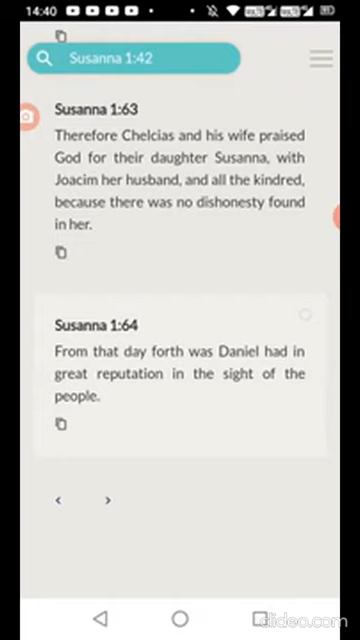 14:40
Susanna 1:42
Susanna 1:63
Therefore Chelcias and his wife praised
God for their daughter Susanna, with
Joacim her husband, and all the kindred,
because there was no dishonesty found
in her.
Susanna 1:64
From that day forth was Daniel had in
great reputation in the sight of the
people.
< >
clideo.com